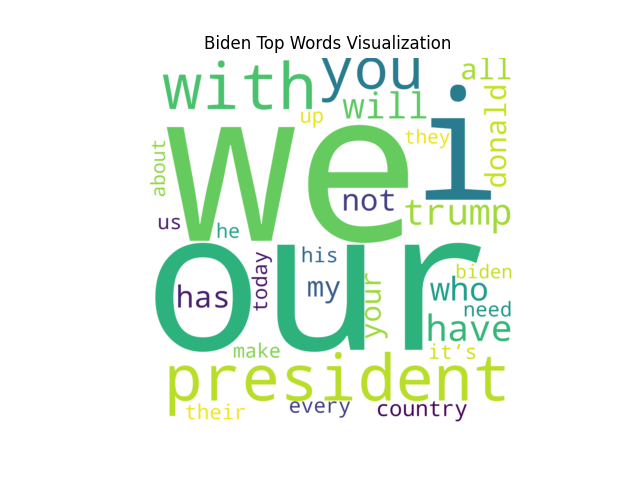 Biden Top Words Visualization
with you all
up will
we i
they donald
about not trump
us he
our
has today his my your
biden who
need
have
make it's
president
their every country